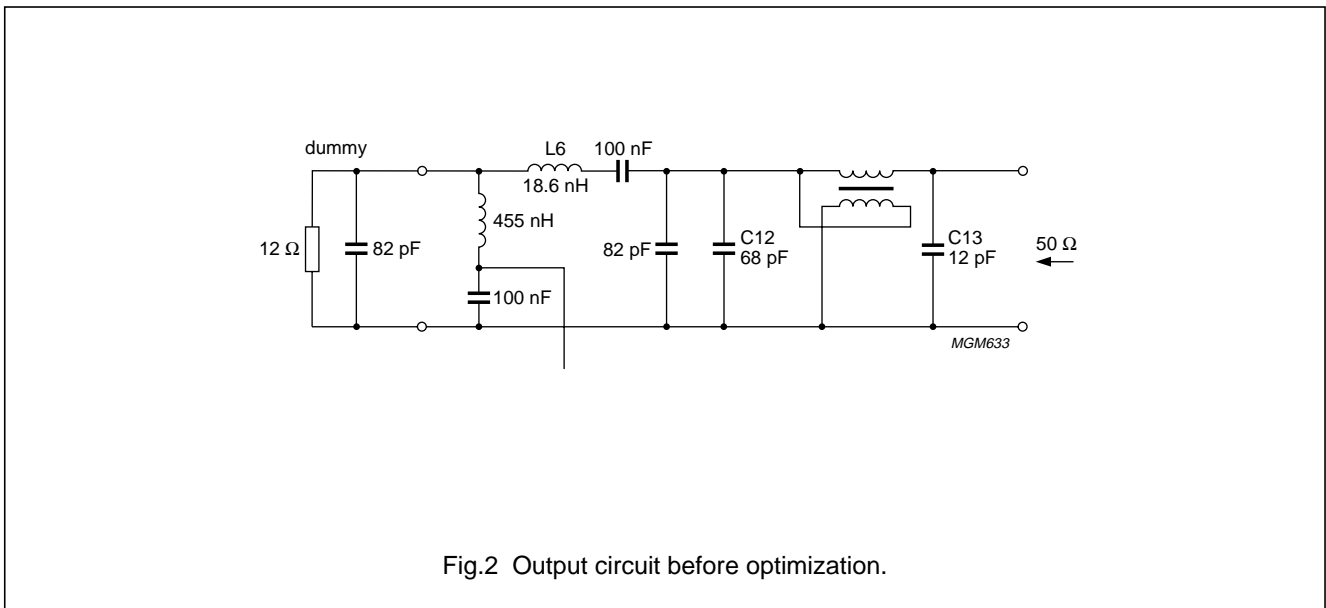 dummy
L6
100 nF
18.6 nH
455 nH
12 Ω
82 pF
82 pF
C12
68 pF
C13
12 pF
50 Ω
100 nF
MGM633
Fig.2 Output circuit before optimization.